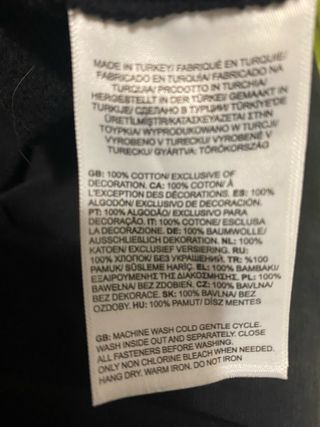 MADE IN TURKEY/ FABRIQUÉ EN TURQUIE/
FABRICADO EN TURQUÍA/ FABRICADO NA
TURQUIA/ PRODOTTO IN TURCHIA/
HERGESTELLT IN DER TÜRKEI/ GEMAAKT IN
TURKIJE/ СДЕЛАНО В ТУРЦИИ/ TÜRKİYE'DE
ÜRETİLMİŞTİR/ΚΑΤΑΣΚΕΥΑΖΕΤΑΙ ΣΤΗΝ
ΤΟΥΡΚΙΑ/ WYPRODUKOWANO W TURCJI/
VYROBENO V TURECKU/ VYROBENÉ V
TURECKU/ GYÁRTVA: TÖRÖKORSZÁG
GB: 100% COTTON/ EXCLUSIVE OF
DECORATION. CA: 100% COTON/ À
L'EXCEPTION DES DÉCORATIONS. ES: 100%
ALGODÓN/ EXCLUSIVO DE DECORACIÓN.
PT: 100% ALGODÃO/ EXCLUSIVO PARA
DECORAÇÃO. IT: 100% COTONE/ ESCLUSA
LA DECORAZIONE. DE: 100% BAUMWOLLE/
AUSSCHLIEBLICH DEKORATION. NL: 100%
KATOEN/ EXCLUSIEF VERSIERING. RU:
100% ХЛОПОК/ БЕЗ УКРАШЕНИЙ. TR: %100
PAMUK/ SÜSLEME HARİÇ. EL: 100% ΒΑΜΒΑΚΙ/
ΕΞΑΙΡΟΥΜΕΝΗΣ ΤΗΣ ΔΙΑΚΟΣΜΗΣΗΣ. PL: 100%
BAWEŁNA/ BEZ ZDOBIEŃ. CZ: 100% BAVLNA/
BEZ DEKORACE. SK: 100% BAVLNA/ BEZ
OZDOBY. HU: 100% PAMUT/ DÍSZ MENTES
GB: MACHINE WASH COLD GENTLE CYCLE.
WASH INSIDE OUT AND SEPARATELY. CLOSE
ALL FASTENERS BEFORE WASHING.
ONLY NON CHLORINE BLEACH WHEN NEEDED.
HANG DRY. WARM IRON. DO NOT IRON